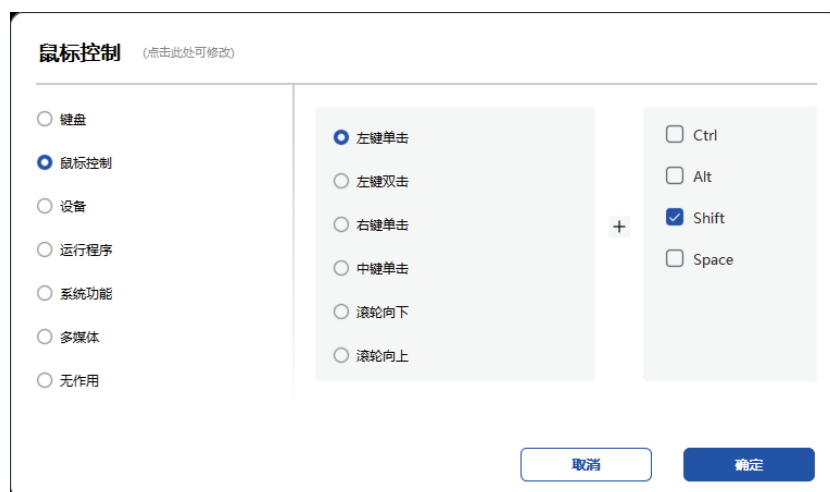 鼠标控制 (点击此处可修改)
键盘
鼠标控制
设备
运行程序
系统功能
多媒体
无作用
左键单击
左键双击
右键单击
中键单击
滚轮向下
滚轮向上
+
Ctrl
Alt
Shift
Space
取消 确定